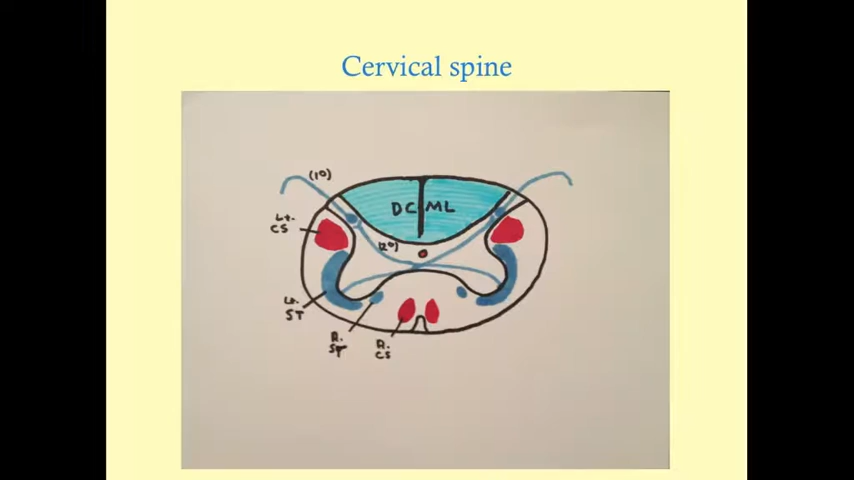 Cervical spine
(1°)
DC ML
Lt.
CS
(2°)
Lt.
ST
R.
ST
R.
CS